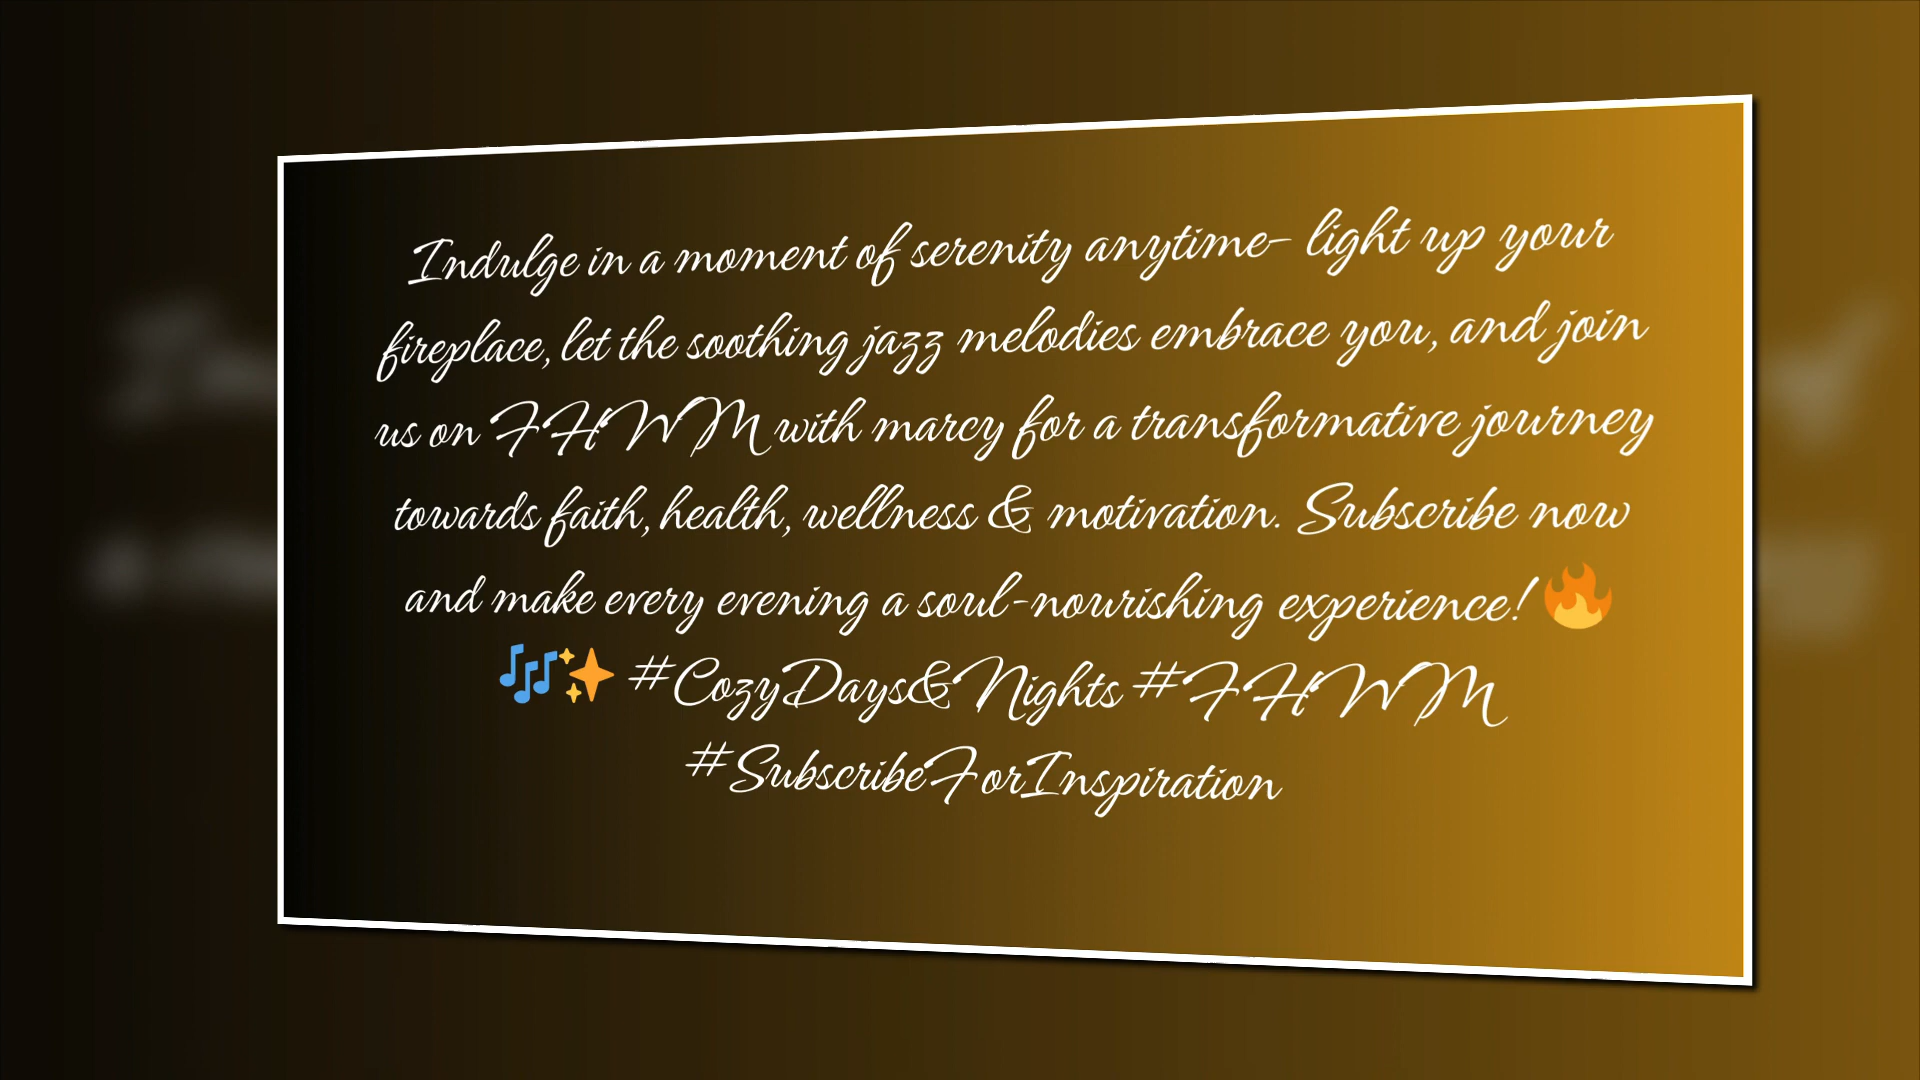 Indulge in a moment of serenity anytime– light up your
fireplace, let the soothing jazz melodies embrace you, and join
us on FHWM with marcy for a transformative journey
towards faith, health, wellness & motivation. Subscribe now
and make every evening a soul-nourishing experience! 🔥
🎶✨ #CozyDays&Nights #FHWM
#SubscribeForInspiration